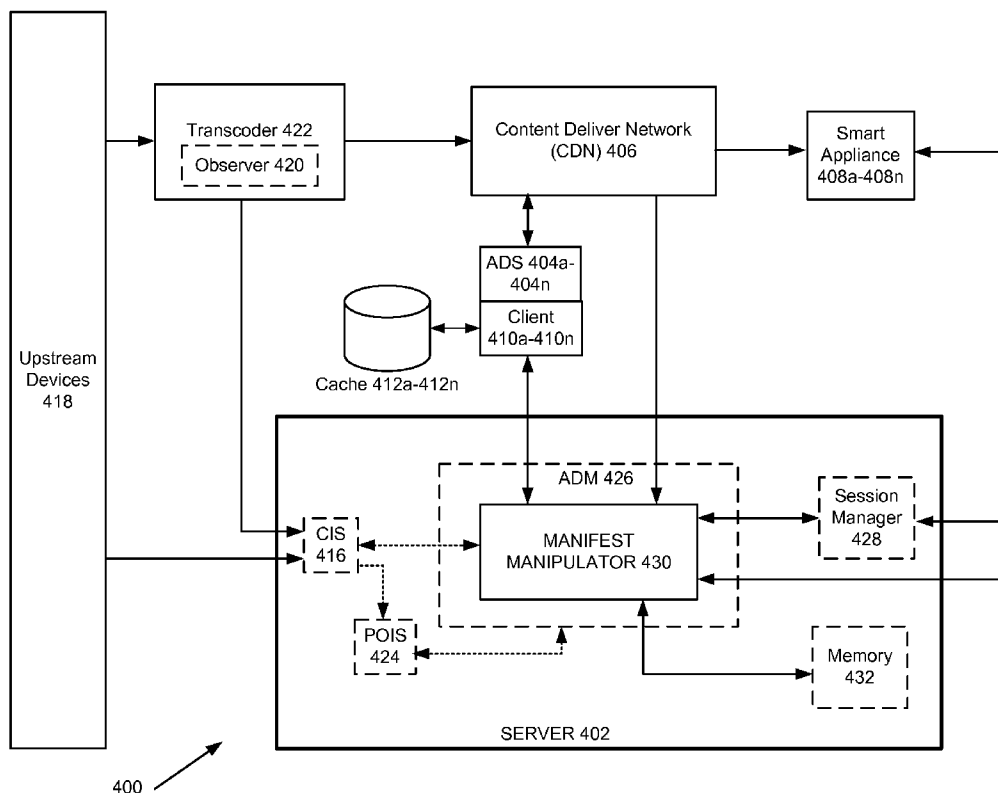 Upstream
Devices
418
Transcoder 422
Observer 420
Content Deliver Network
(CDN) 406
Smart
Appliance
408a-408n
ADS 404a-
404n
Client
410a-410n
Cache 412a-412n
ADM 426
MANIFEST
MANIPULATOR 430
Session
Manager
428
CIS
416
POIS
424
Memory
432
SERVER 402
400